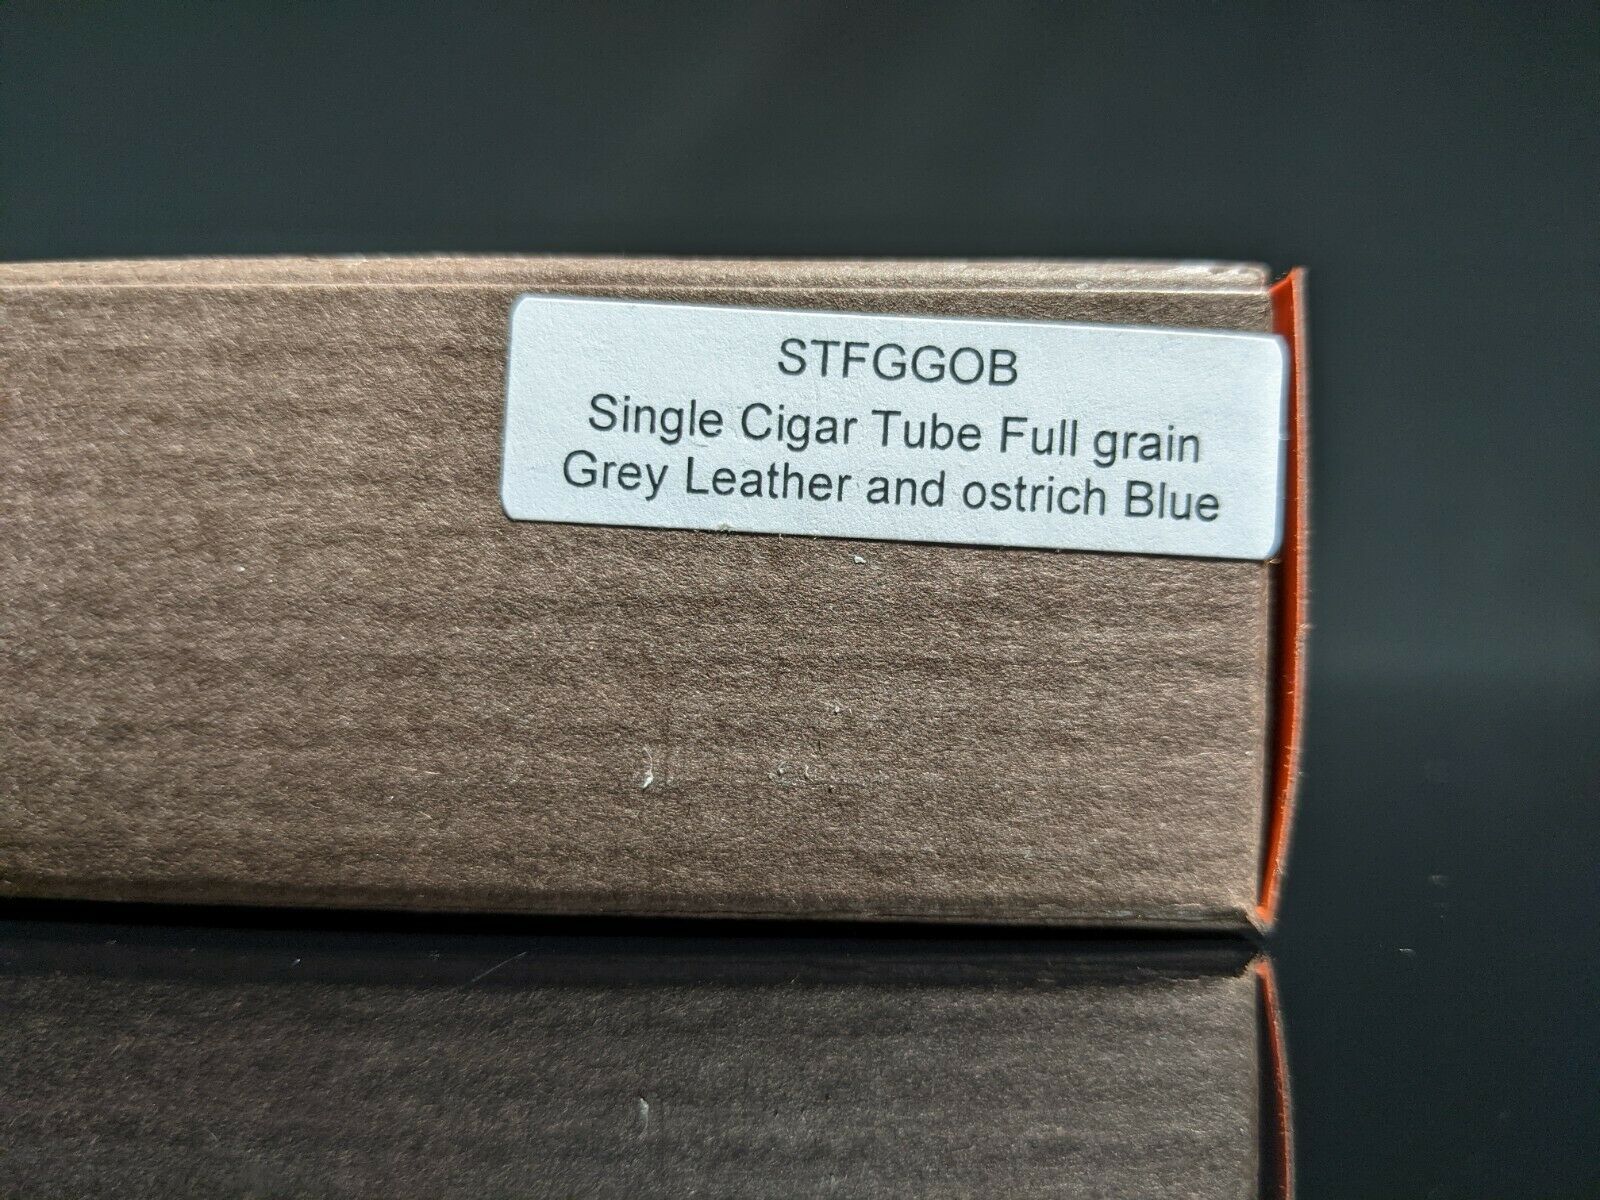 STFGGOB
Single Cigar Tube Full grain
Grey Leather and ostrich Blue